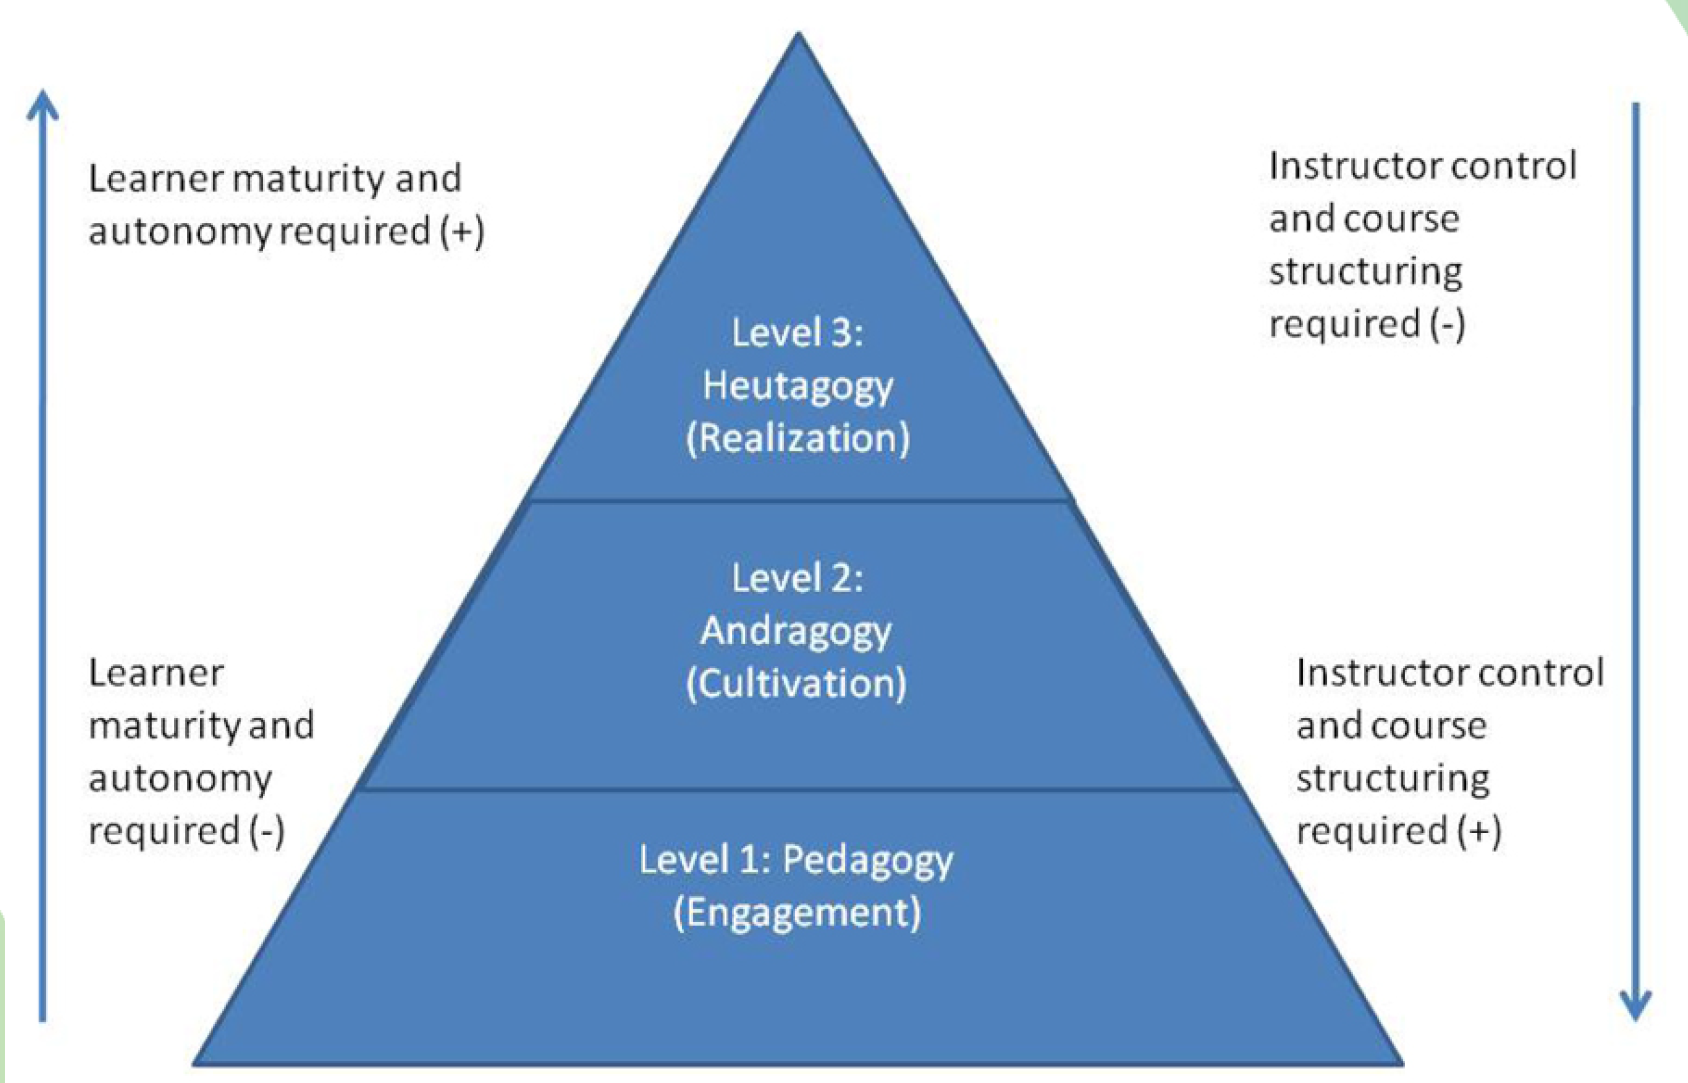 Learner maturity and
autonomy required (+)
Instructor control
and course
structuring
required (-)
Level 3:
Heutagogy
(Realization)
Level 2:
Andragogy
(Cultivation)
Learner
maturity and
autonomy
required (-)
Instructor control
and course
structuring
required (+)
Level 1: Pedagogy
(Engagement)